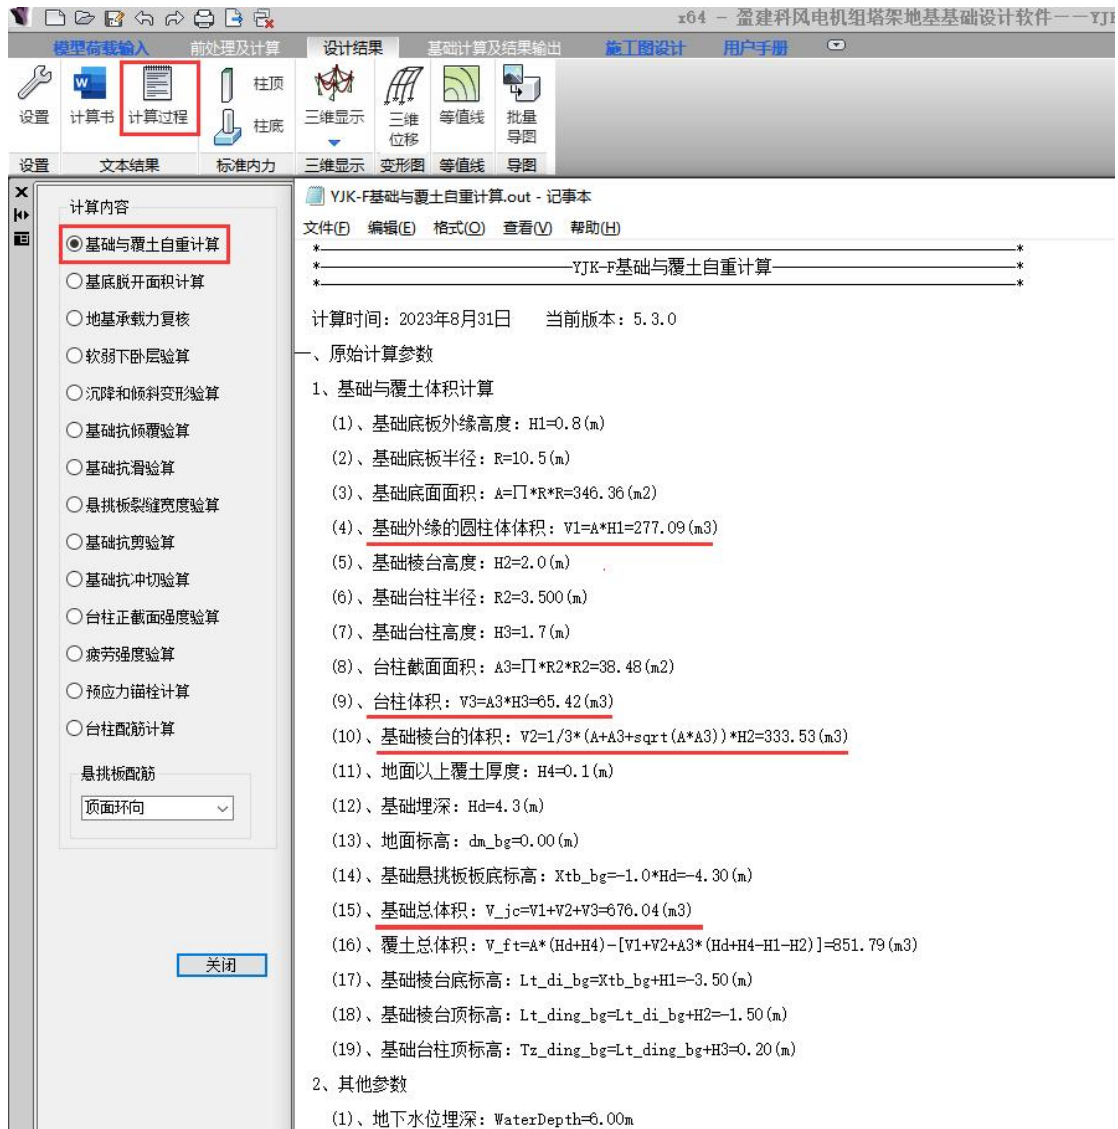 x64 - 盈建科风电机组塔架地基基础设计软件——YJ
模型荷载输入 前处理及计算 设计结果 基础计算及结果输出 施工图设计 用户手册
设置 计算书 计算过程 柱顶 柱底 三维显示 三维位移 等值线 批量导图
设置 文本结果 标准内力 三维显示 变形图 等值线 导图
计算内容
基础与覆土自重计算
基底脱开面积计算
地基承载力复核
软弱下卧层验算
沉降和倾斜变形验算
基础抗倾覆验算
基础抗滑验算
悬挑板裂缝宽度验算
基础抗剪验算
基础抗冲切验算
台柱正截面强度验算
疲劳强度验算
预应力锚栓计算
台柱配筋计算
悬挑板配筋
顶面环向
关闭
YJK-F基础与覆土自重计算.out - 记事本
文件(F) 编辑(E) 格式(O) 查看(V) 帮助(H)
*————————————————*
*——————YJK-F基础与覆土自重计算——————*
*————————————————*
计算时间: 2023年8月31日 当前版本: 5.3.0
一、原始计算参数
1、基础与覆土体积计算
(1)、基础底板外缘高度: H1=0.8(m)
(2)、基础底板半径: R=10.5(m)
(3)、基础底面面积: A=∏*R*R=346.36(m2)
(4)、基础外缘的圆柱体体积: V1=A*H1=277.09(m3)
(5)、基础棱台高度: H2=2.0(m)
(6)、基础台柱半径: R2=3.500(m)
(7)、基础台柱高度: H3=1.7(m)
(8)、台柱截面面积: A3=∏*R2*R2=38.48(m2)
(9)、台柱体积: V3=A3*H3=65.42(m3)
(10)、基础棱台的体积: V2=1/3*(A+A3+sqrt(A*A3))*H2=333.53(m3)
(11)、地面以上覆土厚度: H4=0.1(m)
(12)、基础埋深: Hd=4.3(m)
(13)、地面标高: dm_bg=0.00(m)
(14)、基础悬挑板板底标高: Xtb_bg=-1.0*Hd=-4.30(m)
(15)、基础总体积: V_jc=V1+V2+V3=676.04(m3)
(16)、覆土总体积: V_ft=A*(Hd+H4)-[V1+V2+A3*(Hd+H4-H1-H2)]=851.79(m3)
(17)、基础棱台底标高: Lt_di_bg=Xtb_bg+H1=-3.50(m)
(18)、基础棱台顶标高: Lt_ding_bg=Lt_di_bg+H2=-1.50(m)
(19)、基础台柱顶标高: Tz_ding_bg=Lt_ding_bg+H3=0.20(m)
2、其他参数
(1)、地下水位埋深: WaterDepth=6.00m